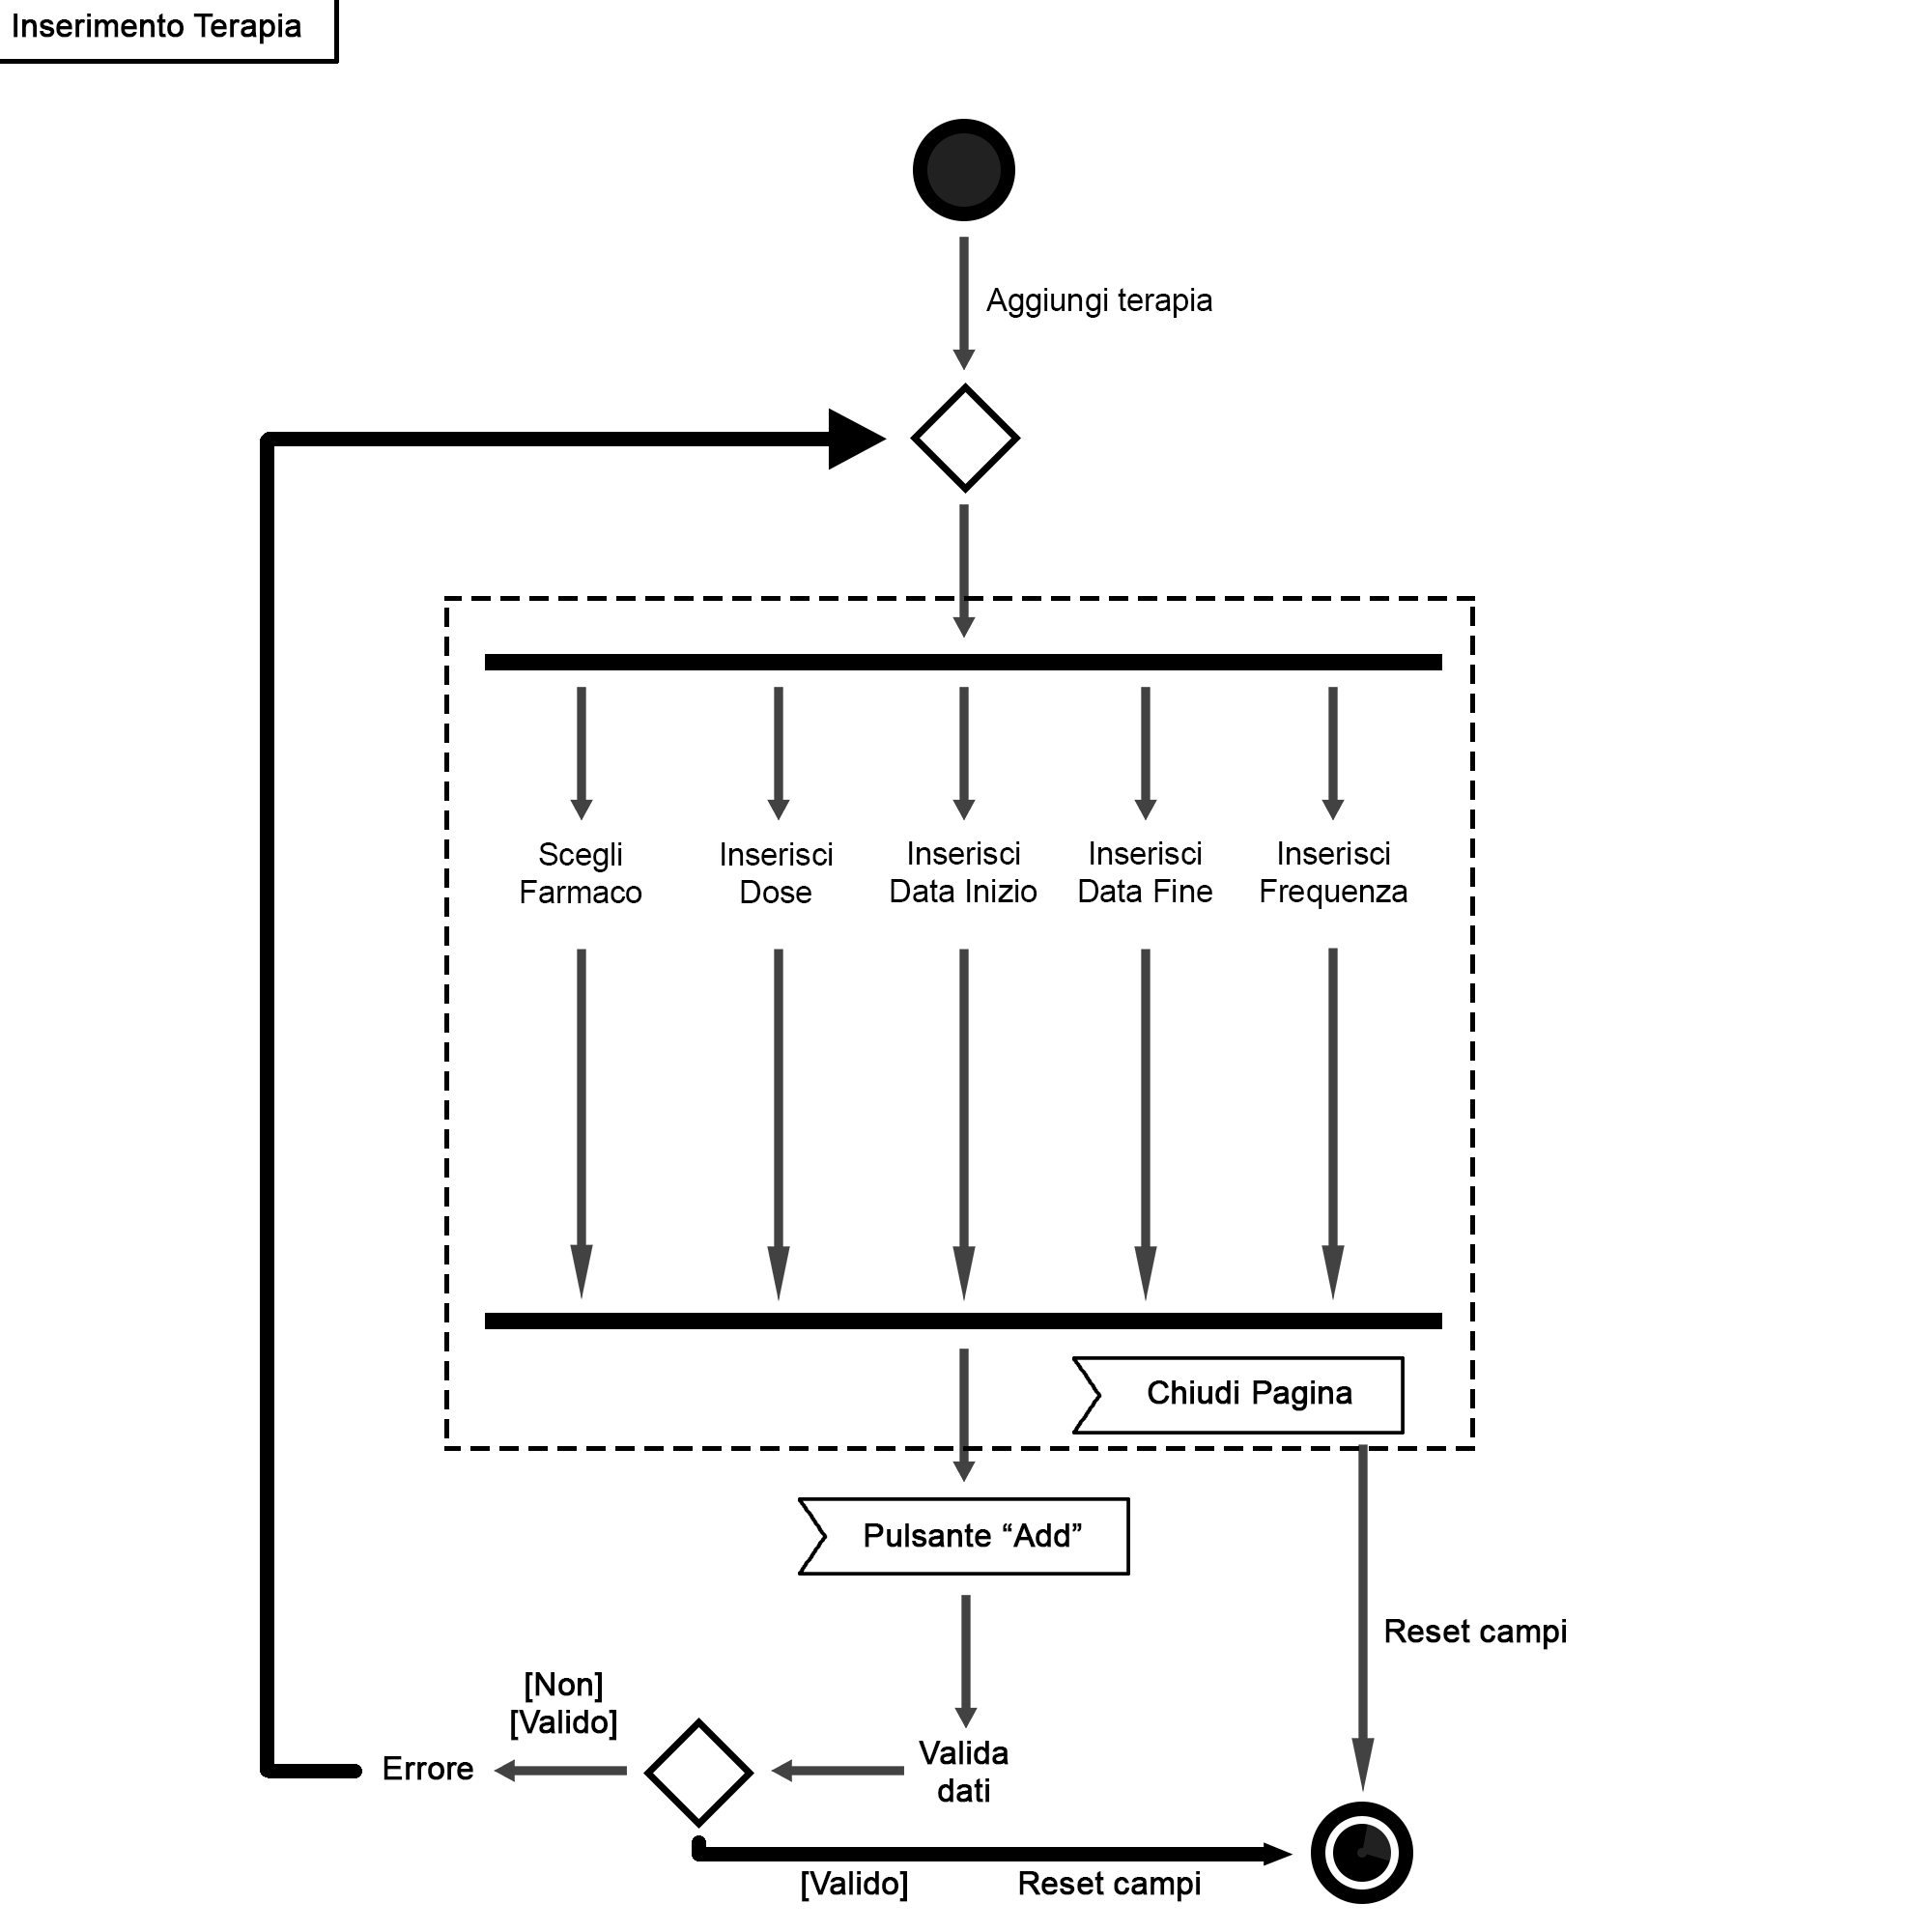 Inserimento Terapia
Aggiungi terapia
Scegli
Farmaco
Inserisci
Dose
Inserisci
Data Inizio
Inserisci
Data Fine
Inserisci
Frequenza
Chiudi Pagina
Pulsante “Add”
Reset campi
[Non]
[Valido]
Errore
Valida
dati
[Valido]
Reset campi